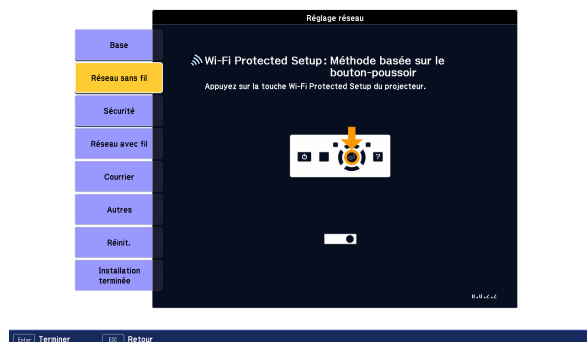 Réglage réseau
Base
Réseau sans fil
Sécurité
Réseau avec fil
Courrier
Autres
Réinit.
Installation
terminée
Wi-Fi Protected Setup: Méthode basée sur le
bouton-poussoir
Appuyez sur la touche Wi-Fi Protected Setup du projecteur.
?
Enter Terminer
ESC Retour